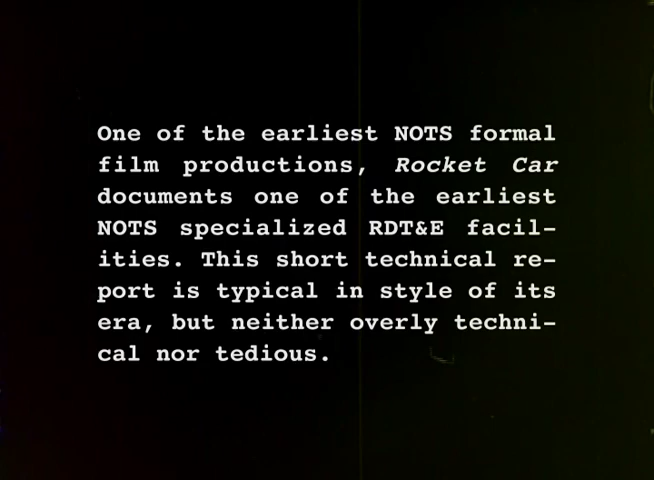 One of the earliest NOTS formal
film productions, Rocket Car
documents one of the earliest
NOTS specialized RDT&E facil-
ities. This short technical re-
port is typical in style of its
era, but neither overly techni-
cal nor tedious.